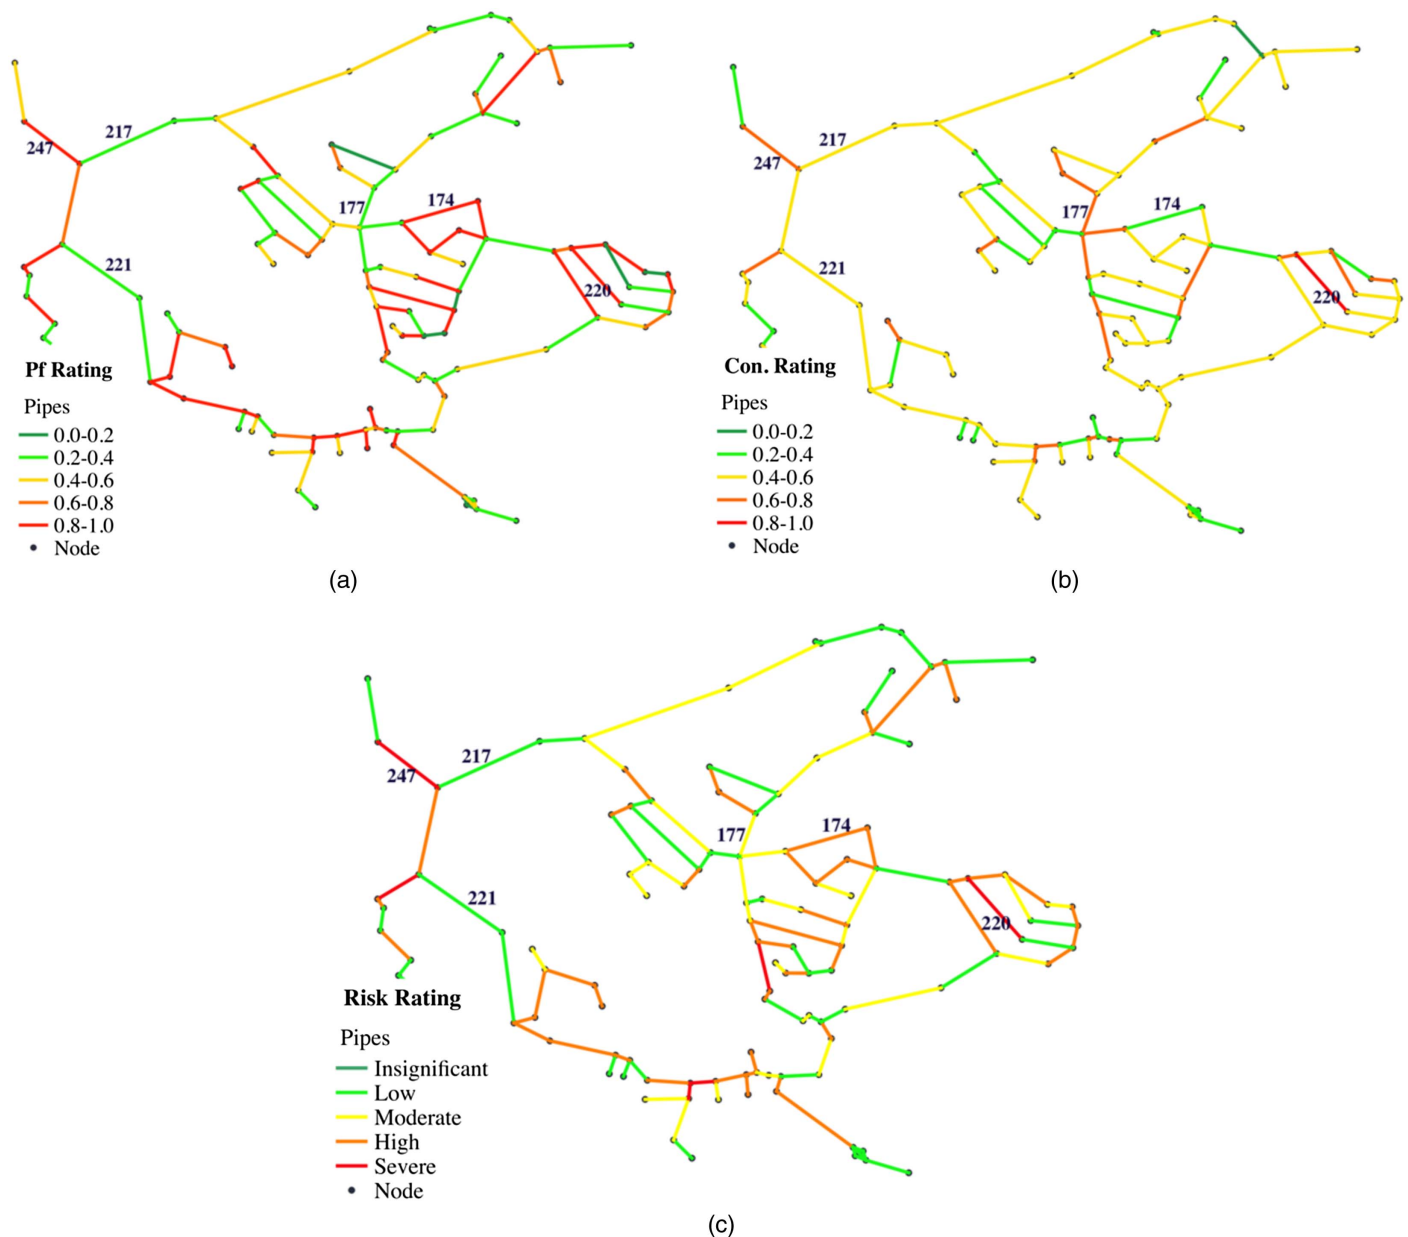 217
247
177
174
221
220
Pf Rating
Pipes
0.0-0.2
0.2-0.4
0.4-0.6
0.6-0.8
0.8-1.0
Node
(a)
217
247
177
174
221
220
Con. Rating
Pipes
0.0-0.2
0.2-0.4
0.4-0.6
0.6-0.8
0.8-1.0
Node
(b)
217
247
177
174
221
220
Risk Rating
Pipes
Insignificant
Low
Moderate
High
Severe
Node
(c)